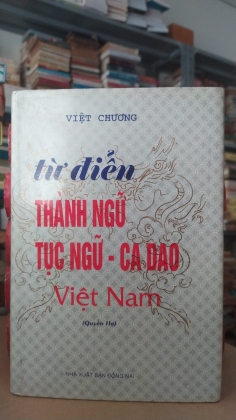 VIỆT CHƯƠNG
từ điển
THÀNH NGỮ
TỤC NGỮ - CA DAO
Việt Nam
(Quyển Hạ)
NHÀ XUẤT BẢN ĐỒNG NAI